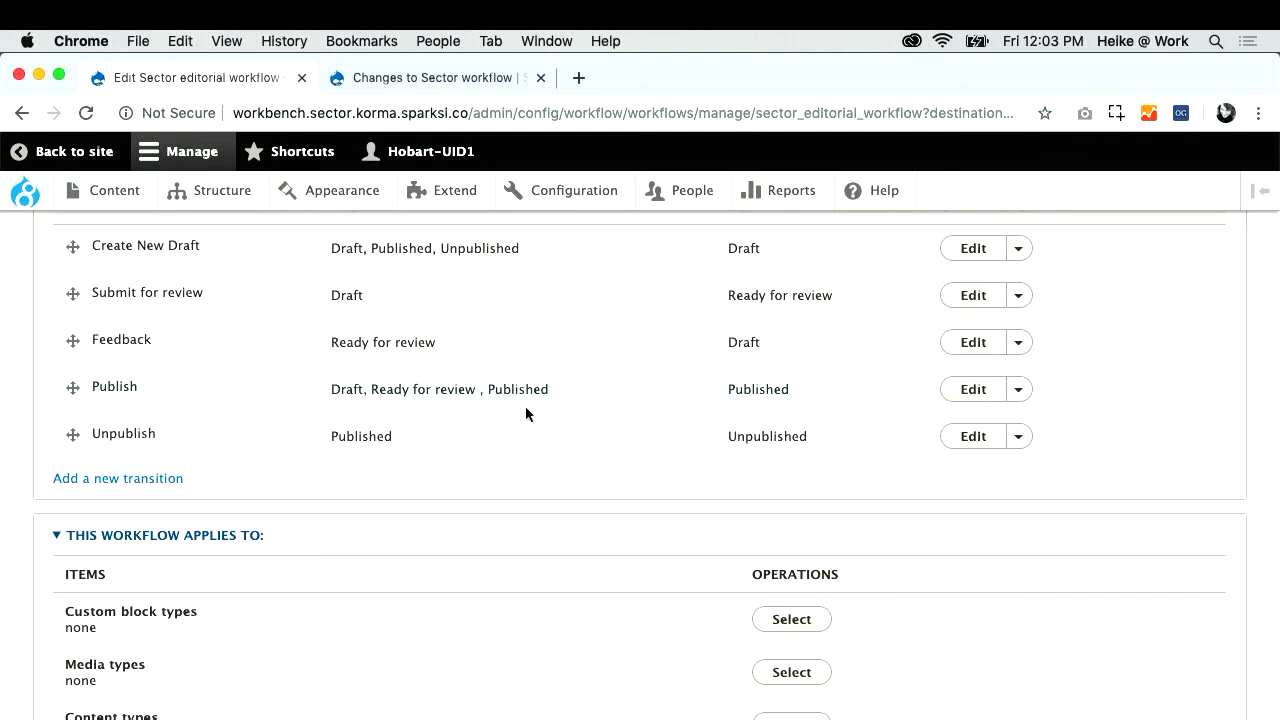 Chrome File Edit View History Bookmarks People Tab Window Help Fri 12:03 PM Heike @ Work
Edit Sector editorial workflow Changes to Sector workflow |
Not Secure workbench.sector.korma.sparksl.co/admin/config/workflow/workflows/manage/sector_editorial_workflow?destination...
OG
Back to site Manage Shortcuts Hobart-UID1
Content Structure Appearance Extend Configuration People Reports Help
Create New Draft Draft, Published, Unpublished Draft Edit
Submit for review Draft Ready for review Edit
Feedback Ready for review Draft Edit
Publish Draft, Ready for review , Published Published Edit
Unpublish Published Unpublished Edit
Add a new transition
THIS WORKFLOW APPLIES TO:
ITEMS OPERATIONS
Custom block types
none Select
Media types
none Select
Content types